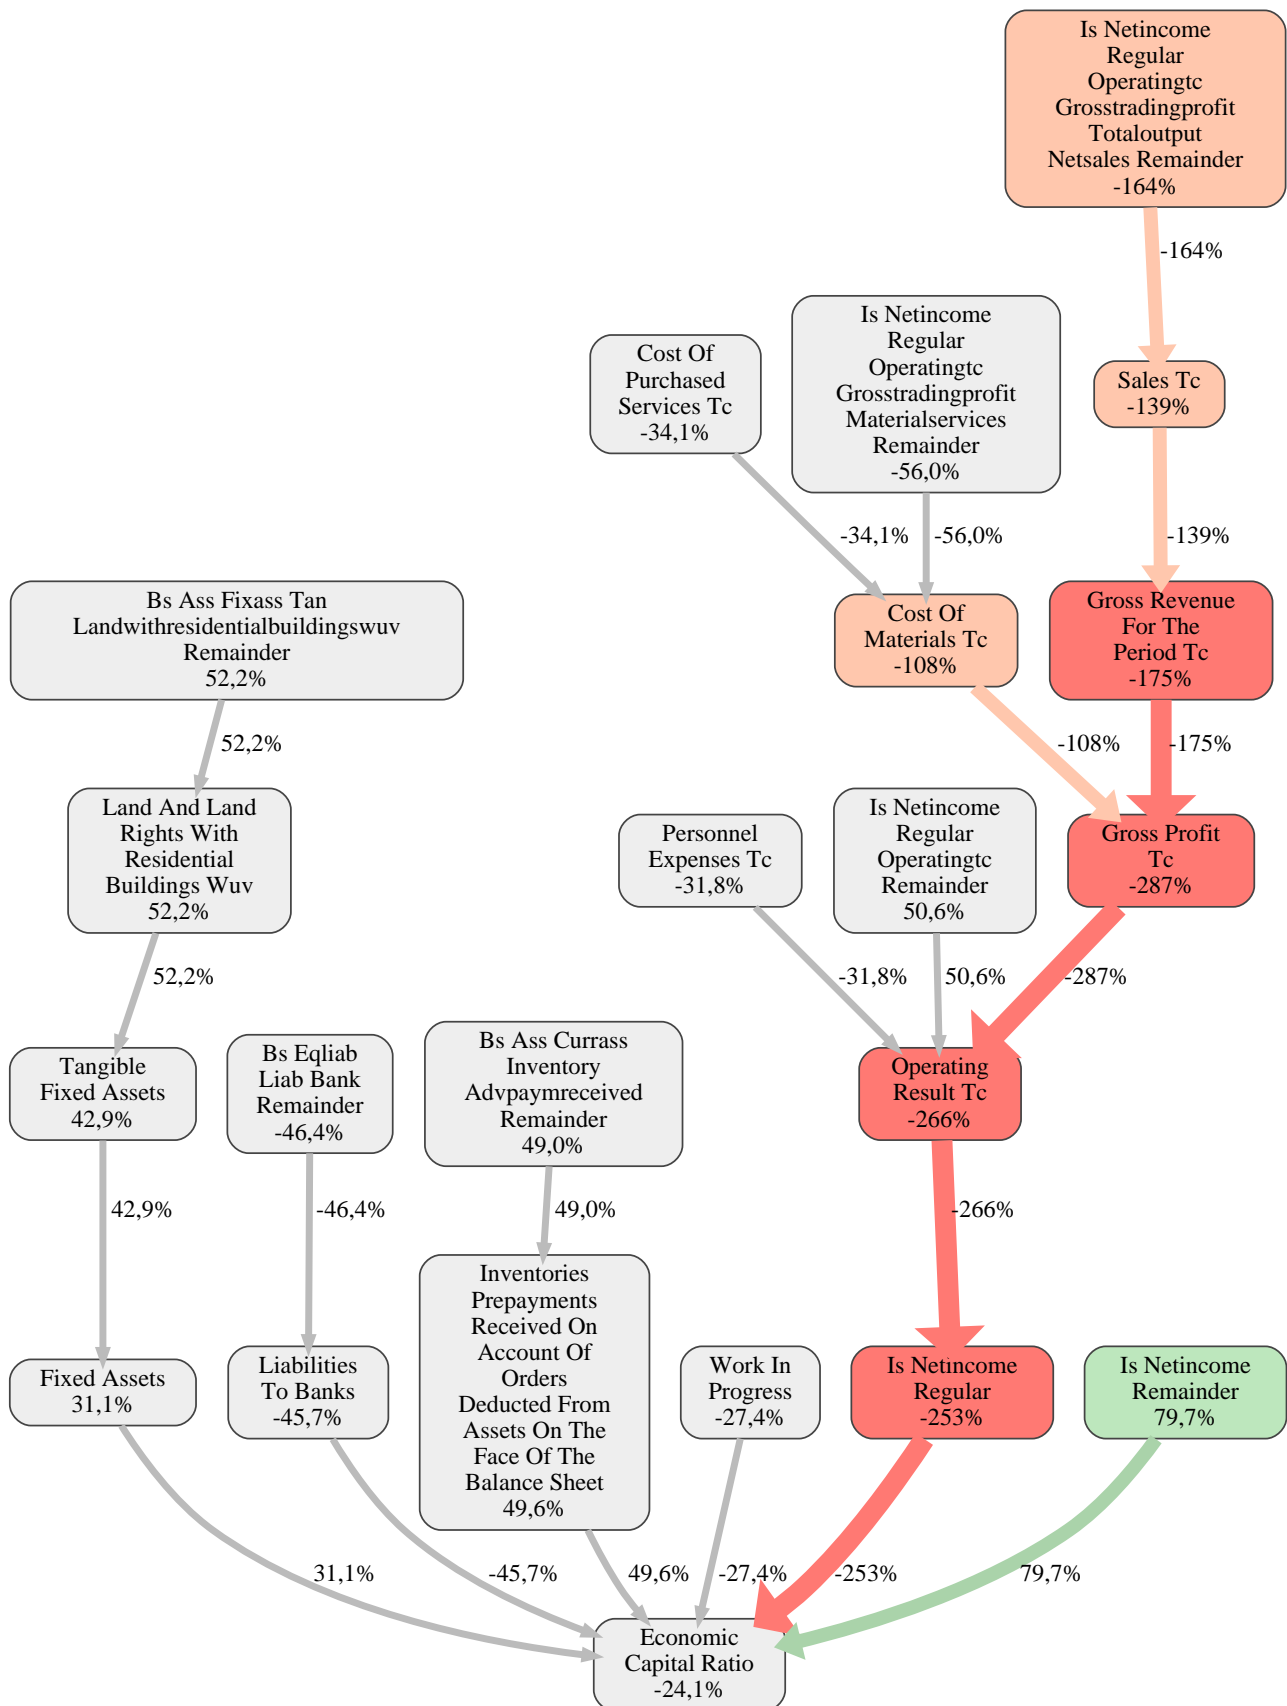 Is Netincome
Regular
Operatingtc
Grosstradingprofit
Totaloutput
Netsales Remainder
-164%
-164%
Cost Of
Purchased
Services Tc
-34,1%
Is Netincome
Regular
Operatingtc
Grosstradingprofit
Materialservices
Remainder
-56,0%
Sales Tc
-139%
-34,1%
-56,0%
-139%
Bs Ass Fixass Tan
Landwithresidentialbuildingswuv
Remainder
52,2%
Cost Of
Materials Tc
-108%
Gross Revenue
For The
Period Tc
-175%
52,2%
-108%
-175%
Land And Land
Rights With
Residential
Buildings Wuv
52,2%
Personnel
Expenses Tc
-31,8%
Is Netincome
Regular
Operatingtc
Remainder
50,6%
Gross Profit
Tc
-287%
52,2%
-31,8%
50,6%
-287%
Tangible
Fixed Assets
42,9%
Bs Eqliab
Liab Bank
Remainder
-46,4%
Bs Ass Currass
Inventory
Advpaymreceived
Remainder
49,0%
Operating
Result Tc
-266%
42,9%
-46,4%
49,0%
-266%
Fixed Assets
31,1%
Liabilities
To Banks
-45,7%
Inventories
Prepayments
Received On
Account Of
Orders
Deducted From
Assets On The
Face Of The
Balance Sheet
49,6%
Work In
Progress
-27,4%
Is Netincome
Regular
-253%
Is Netincome
Remainder
79,7%
31,1%
-45,7%
49,6%
-27,4%
-253%
79,7%
Economic
Capital Ratio
-24,1%